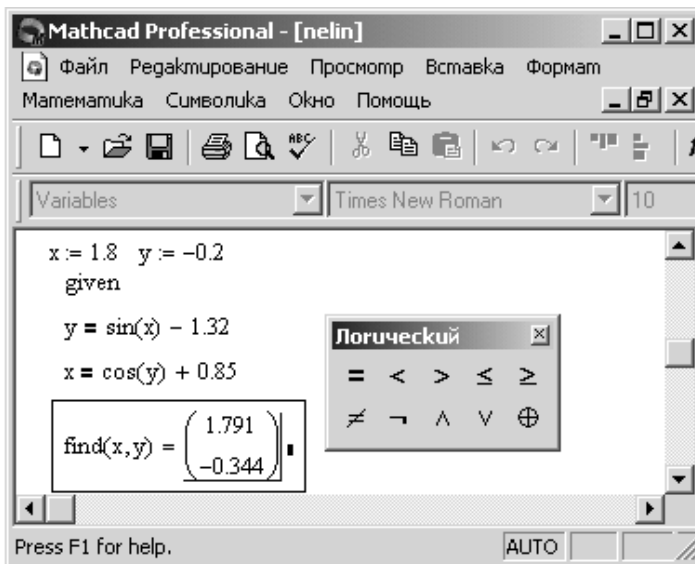 Mathcad Professional - [nelin]
Файл Редактирование Просмотр Вставка Формат
Математика Символика Окно Помощь
ABC
Variables Times New Roman 10
x := 1.8 y := -0.2
given
y = sin(x) - 1.32
x = cos(y) + 0.85
find(x,y) = ( 1.791
-0.344 )
Логический
= < > ≤ ≥
≠ ¬ ∧ ∨ ⊕
Press F1 for help. AUTO